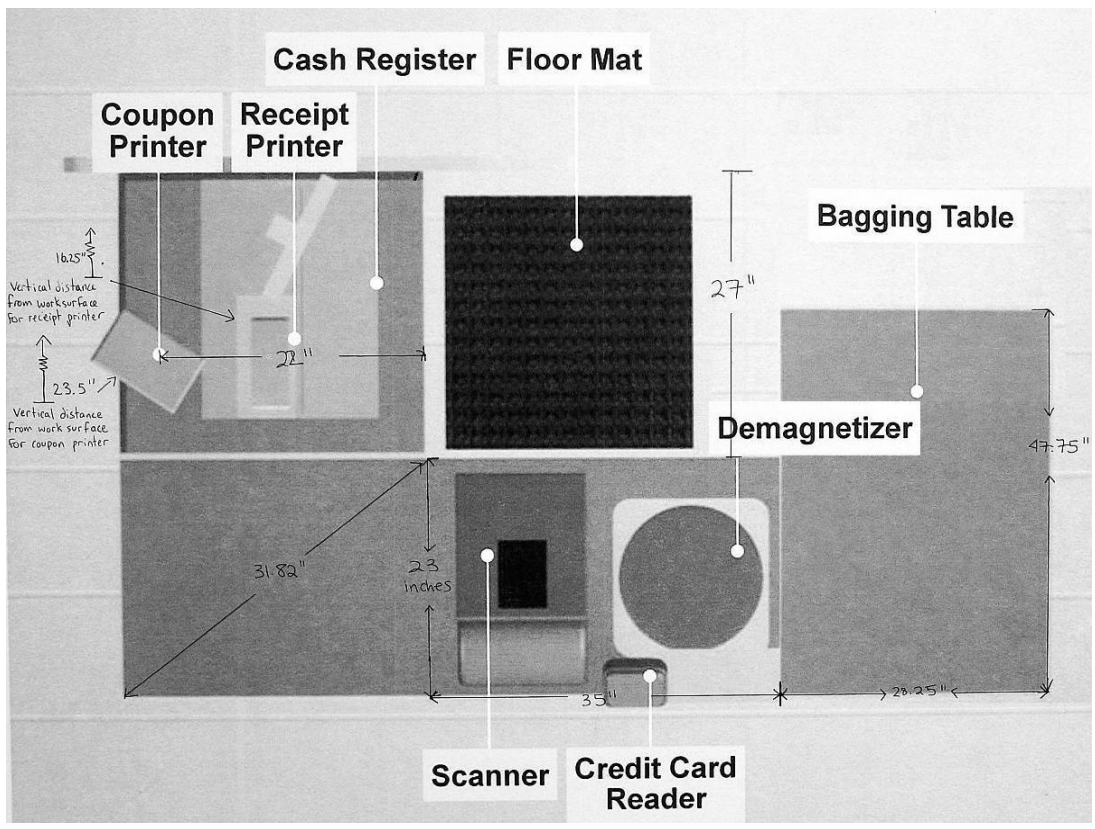 Cash Register
Floor Mat
Coupon
Printer
Receipt
Printer
Bagging Table
16.25"
Vertical distance
from work surface
for receipt printer
27"
22"
23.5"
Vertical distance
from work surface
for coupon printer
Demagnetizer
47.75"
31.82"
23
inches
35"
28.25"
Scanner
Credit Card
Reader